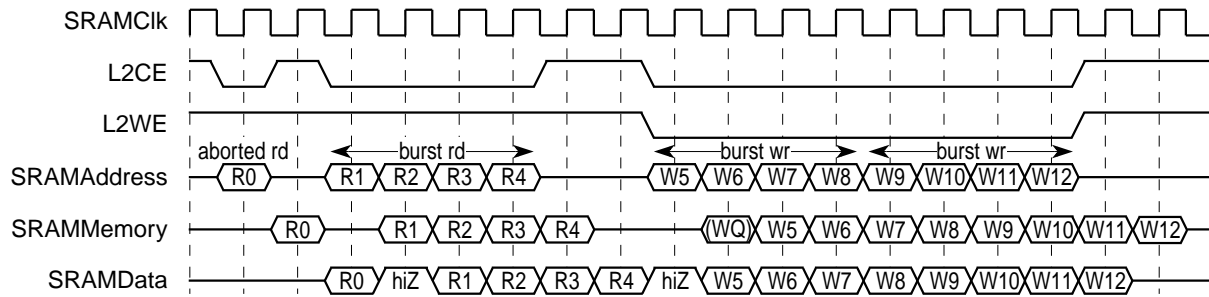 SRAMClk
L2CE
L2WE
aborted rd burst rd burst wr burst wr
SRAMAddress R0 R1 R2 R3 R4 W5 W6 W7 W8 W9 W10 W11 W12
SRAMMemory R0 R1 R2 R3 R4 (WQ) W5 W6 W7 W8 W9 W10 W11 W12
SRAMData R0 hiZ R1 R2 R3 R4 hiZ W5 W6 W7 W8 W9 W10 W11 W12